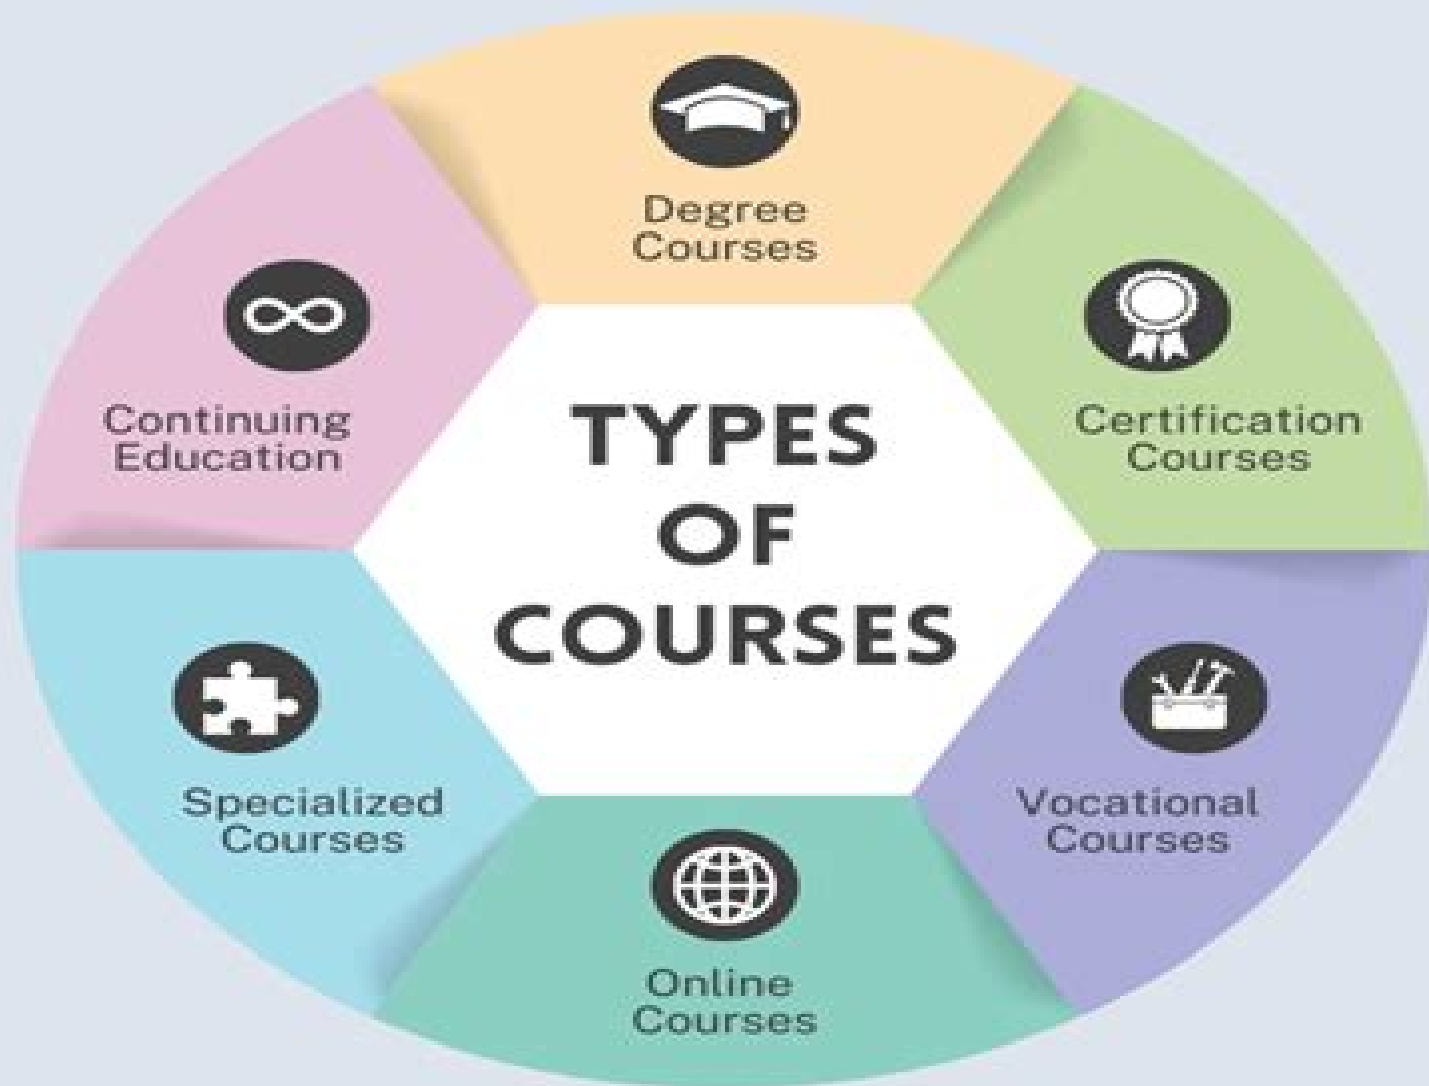 TYPES
OF
COURSES
Degree
Courses
Certification
Courses
Vocational
Courses
Online
Courses
Specialized
Courses
Continuing
Education